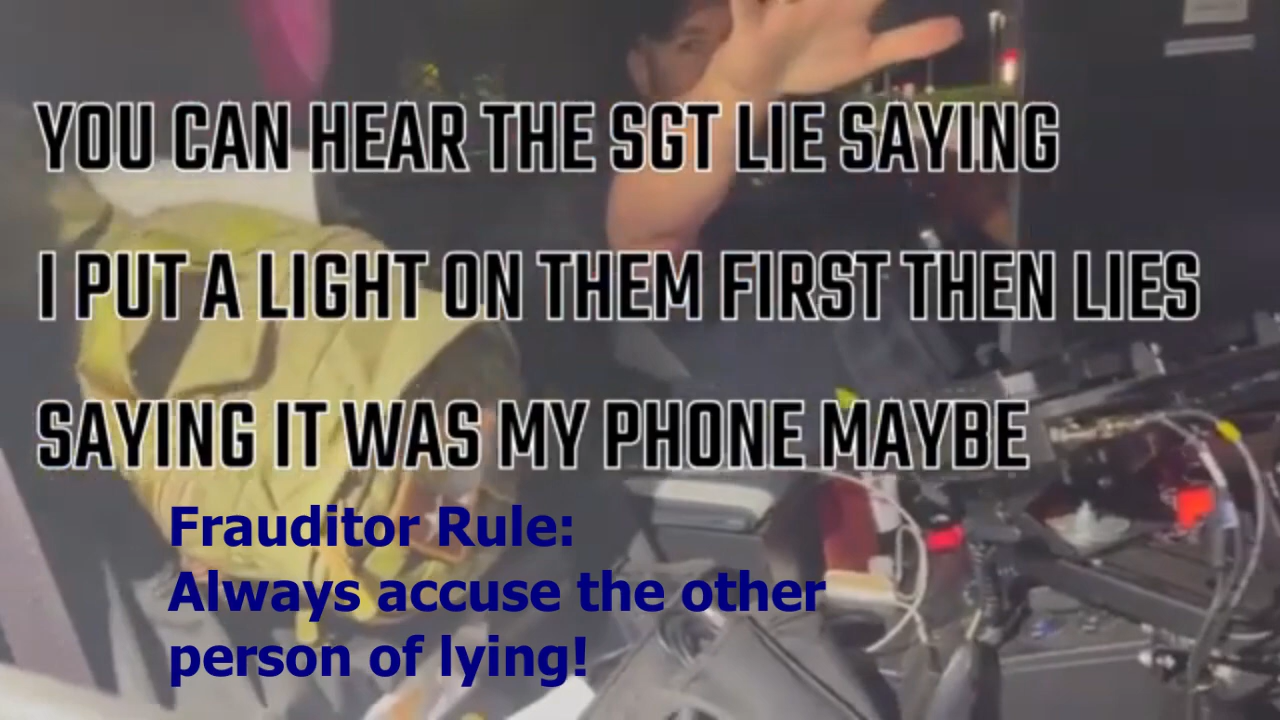 YOU CAN HEAR THE SGT LIE SAYING
I PUT A LIGHT ON THEM FIRST THEN LIES
SAYING IT WAS MY PHONE MAYBE
Frauditor Rule:
Always accuse the other
person of lying!